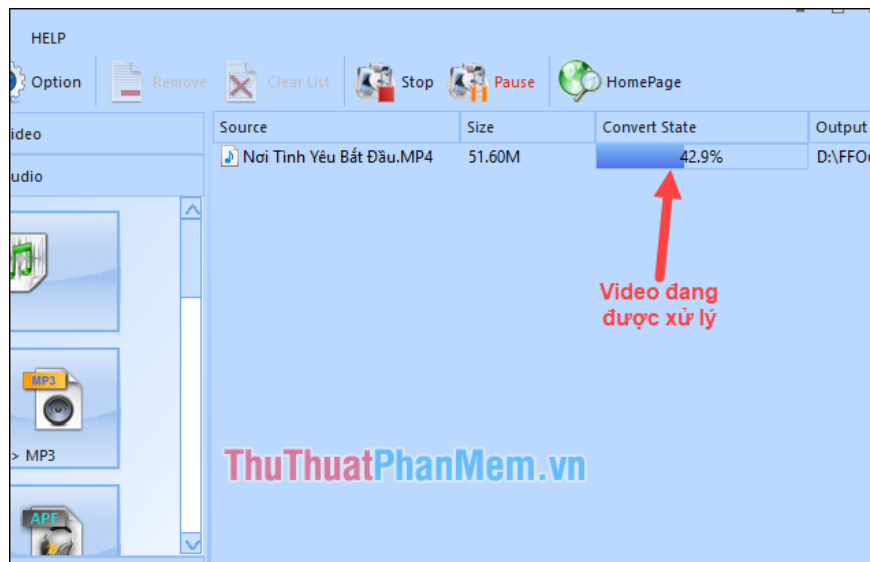 HELP
Option
Remove
Clear List
Stop
Pause
HomePage
ideo
udio
Source
Size
Convert State
Output
Nơi Tình Yêu Bắt Đầu.MP4
51.60M
42.9%
D:\FFOu
Video đang
được xử lý
MP3
> MP3
APE
ThuThuatPhanMem.vn